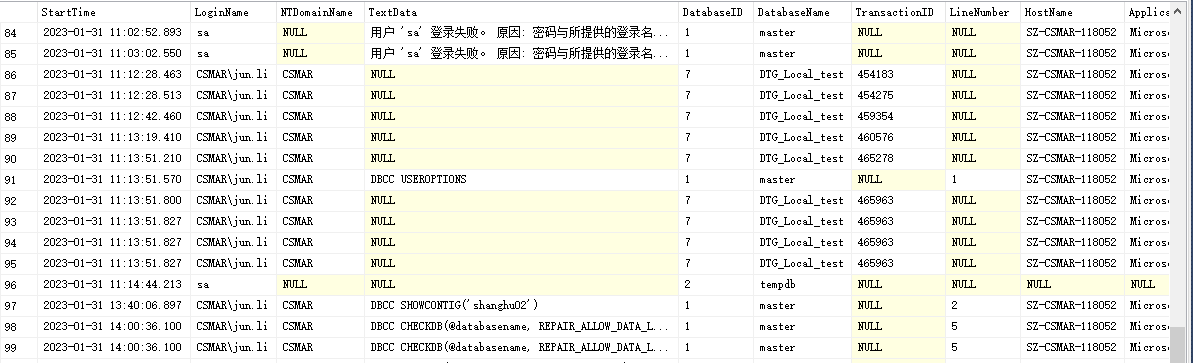 StartTime LoginName NTDomainName TextData DatabaseID DatabaseName TransactionID LineNumber HostName Applica
84 2023-01-31 11:02:52.893 sa NULL 用户 'sa' 登录失败。 原因: 密码与所提供的登录名... 1 master NULL NULL SZ-CSMAR-118052 Micros
85 2023-01-31 11:03:02.550 sa NULL 用户 'sa' 登录失败。 原因: 密码与所提供的登录名... 1 master NULL NULL SZ-CSMAR-118052 Micros
86 2023-01-31 11:12:28.463 CSMAR\jun.li CSMAR NULL 7 DTG_Local_test 454183 NULL SZ-CSMAR-118052 Micros
87 2023-01-31 11:12:28.513 CSMAR\jun.li CSMAR NULL 7 DTG_Local_test 454275 NULL SZ-CSMAR-118052 Micros
88 2023-01-31 11:12:42.460 CSMAR\jun.li CSMAR NULL 7 DTG_Local_test 459354 NULL SZ-CSMAR-118052 Micros
89 2023-01-31 11:13:19.410 CSMAR\jun.li CSMAR NULL 7 DTG_Local_test 460576 NULL SZ-CSMAR-118052 Micros
90 2023-01-31 11:13:51.210 CSMAR\jun.li CSMAR NULL 7 DTG_Local_test 465278 NULL SZ-CSMAR-118052 Micros
91 2023-01-31 11:13:51.570 CSMAR\jun.li CSMAR DBCC USEROPTIONS 1 master NULL 1 SZ-CSMAR-118052 Micros
92 2023-01-31 11:13:51.800 CSMAR\jun.li CSMAR NULL 7 DTG_Local_test 465963 NULL SZ-CSMAR-118052 Micros
93 2023-01-31 11:13:51.827 CSMAR\jun.li CSMAR NULL 7 DTG_Local_test 465963 NULL SZ-CSMAR-118052 Micros
94 2023-01-31 11:13:51.827 CSMAR\jun.li CSMAR NULL 7 DTG_Local_test 465963 NULL SZ-CSMAR-118052 Micros
95 2023-01-31 11:13:51.827 CSMAR\jun.li CSMAR NULL 7 DTG_Local_test 465963 NULL SZ-CSMAR-118052 Micros
96 2023-01-31 11:14:44.213 sa NULL NULL 2 tempdb NULL NULL NULL NULL
97 2023-01-31 13:40:06.897 CSMAR\jun.li CSMAR DBCC SHOWCONTIG('shanghu02') 1 master NULL 2 SZ-CSMAR-118052 Micros
98 2023-01-31 14:00:36.100 CSMAR\jun.li CSMAR DBCC CHECKDB(@databasename, REPAIR_ALLOW_DATA_L... 1 master NULL 5 SZ-CSMAR-118052 Micros
99 2023-01-31 14:00:36.100 CSMAR\jun.li CSMAR DBCC CHECKDB(@databasename, REPAIR_ALLOW_DATA_L... 1 master NULL 5 SZ-CSMAR-118052 Micros